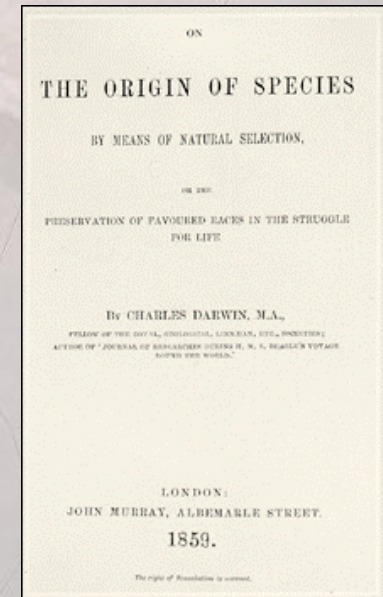 ON
THE ORIGIN OF SPECIES
BY MEANS OF NATURAL SELECTION,
OR THE
PRESERVATION OF FAVOURED RACES IN THE STRUGGLE
FOR LIFE
By CHARLES DARWIN, M.A.,
FELLOW OF THE ROYAL, GEOLOGICAL, LINNÆAN, ETC., SOCIETIES;
AUTHOR OF 'JOURNAL OF RESEARCHES DURING H. M. S. BEAGLE'S VOYAGE
ROUND THE WORLD.'
LONDON:
JOHN MURRAY, ALBEMARLE STREET.
1859.
The right of Translation is reserved.